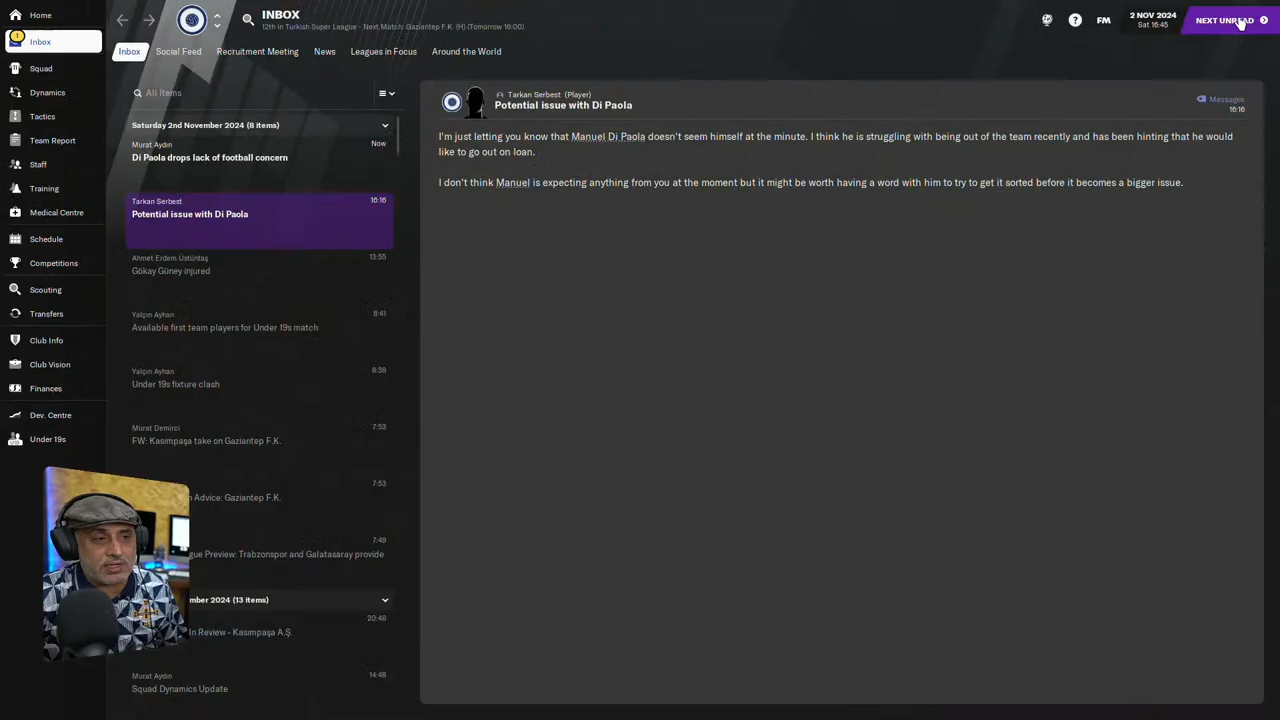 Home
INBOX
12th in Turkish Super League - Next Match: Gaziantep F.K. (H) (Tomorrow 16:00)
FM
2 NOV 2024
Sat 16:45
NEXT UNREAD
1
Inbox
Squad
Dynamics
Tactics
Team Report
Staff
Training
Medical Centre
Schedule
Competitions
Scouting
Transfers
Club Info
Club Vision
Finances
Dev. Centre
Under 19s
Inbox
Social Feed
Recruitment Meeting
News
Leagues in Focus
Around the World
All Items
Saturday 2nd November 2024 (8 items)
Murat Aydın
Now
Di Paola drops lack of football concern
Tarkan Serbest
16:16
Potential issue with Di Paola
Ahmet Erdem Üstüntaş
13:55
Gökay Güney injured
Yalçın Ayhan
8:41
Available first team players for Under 19s match
Yalçın Ayhan
8:38
Under 19s fixture clash
Murat Demirci
7:53
FW: Kasımpaşa take on Gaziantep F.K.
7:53
Advice: Gaziantep F.K.
7:49
gue Preview: Trabzonspor and Galatasaray provide
mber 2024 (13 items)
20:48
In Review - Kasımpaşa A.Ş.
Murat Aydın
14:48
Squad Dynamics Update
Tarkan Serbest (Player)
Potential issue with Di Paola
Messages
16:16
I'm just letting you know that Manuel Di Paola doesn't seem himself at the minute. I think he is struggling with being out of the team recently and has been hinting that he would
like to go out on loan.
I don't think Manuel is expecting anything from you at the moment but it might be worth having a word with him to try to get it sorted before it becomes a bigger issue.